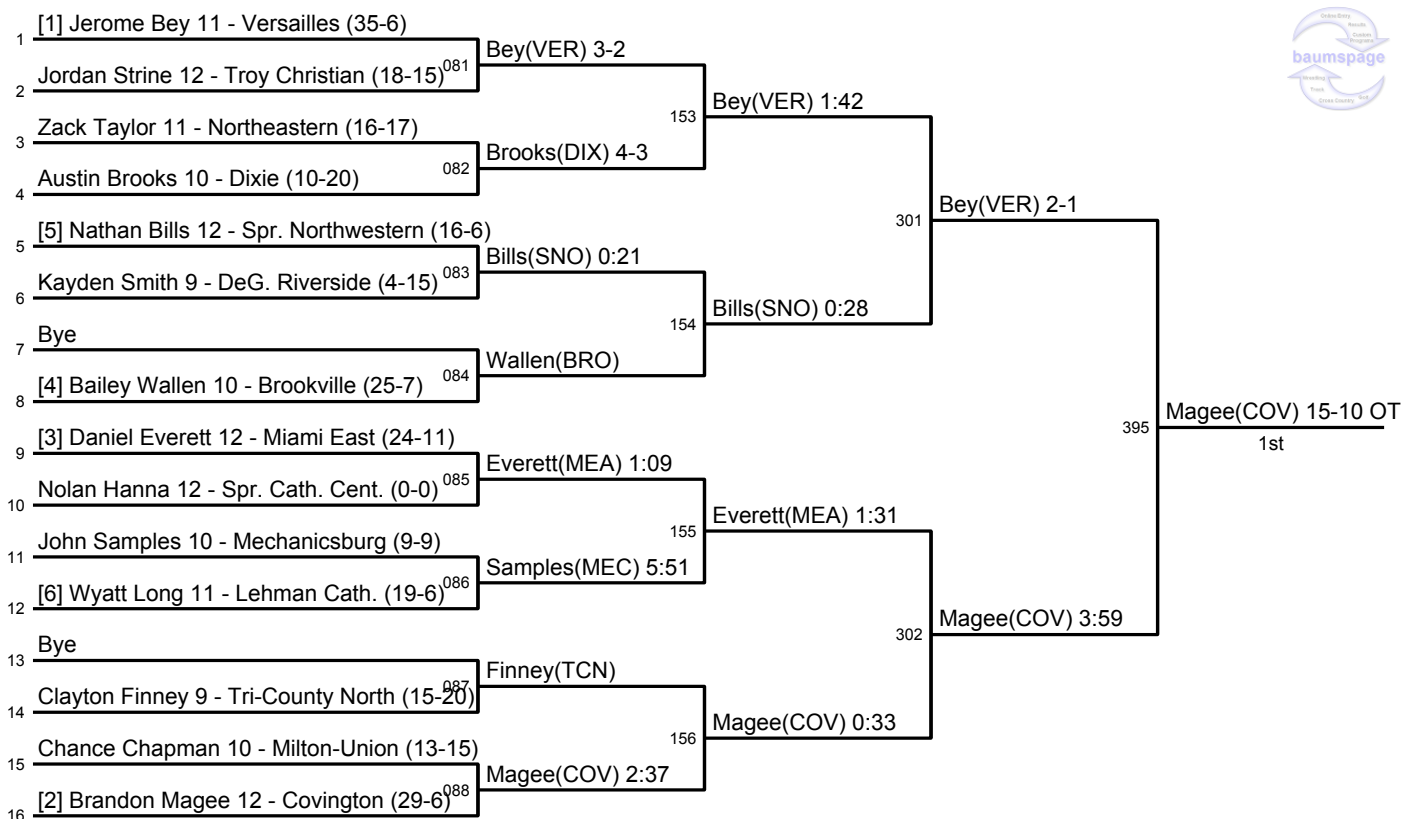 [1] Jerome Bey 11 - Versailles (35-6)
1
Jordan Strine 12 - Troy Christian (18-15)
2
081
Bey(VER) 3-2
Zack Taylor 11 - Northeastern (16-17)
3
Austin Brooks 10 - Dixie (10-20)
4
082
Brooks(DIX) 4-3
153
Bey(VER) 1:42
[5] Nathan Bills 12 - Spr. Northwestern (16-6)
5
Kayden Smith 9 - DeG. Riverside (4-15)
6
083
Bills(SNO) 0:21
Bye
7
[4] Bailey Wallen 10 - Brookville (25-7)
8
084
Wallen(BRO)
154
Bills(SNO) 0:28
301
Bey(VER) 2-1
[3] Daniel Everett 12 - Miami East (24-11)
9
Nolan Hanna 12 - Spr. Cath. Cent. (0-0)
10
085
Everett(MEA) 1:09
John Samples 10 - Mechanicsburg (9-9)
11
[6] Wyatt Long 11 - Lehman Cath. (19-6)
12
086
Samples(MEC) 5:51
155
Everett(MEA) 1:31
Bye
13
Clayton Finney 9 - Tri-County North (15-20)
14
087
Finney(TCN)
Chance Chapman 10 - Milton-Union (13-15)
15
[2] Brandon Magee 12 - Covington (29-6)
16
088
Magee(COV) 2:37
156
Magee(COV) 0:33
302
Magee(COV) 3:59
395
Magee(COV) 15-10 OT
1st
Online Entry
Results
baumspage
Wrestling
Track
Cross Country
Golf